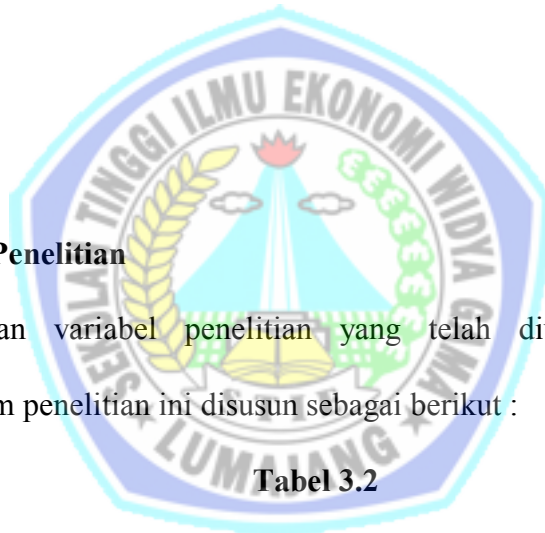 SEKOLAH TINGGI ILMU EKONOMI WIDYA GAMA
Penelitian
an variabel penelitian yang telah di
m penelitian ini disusun sebagai berikut :
LUMAJANG
Tabel 3.2